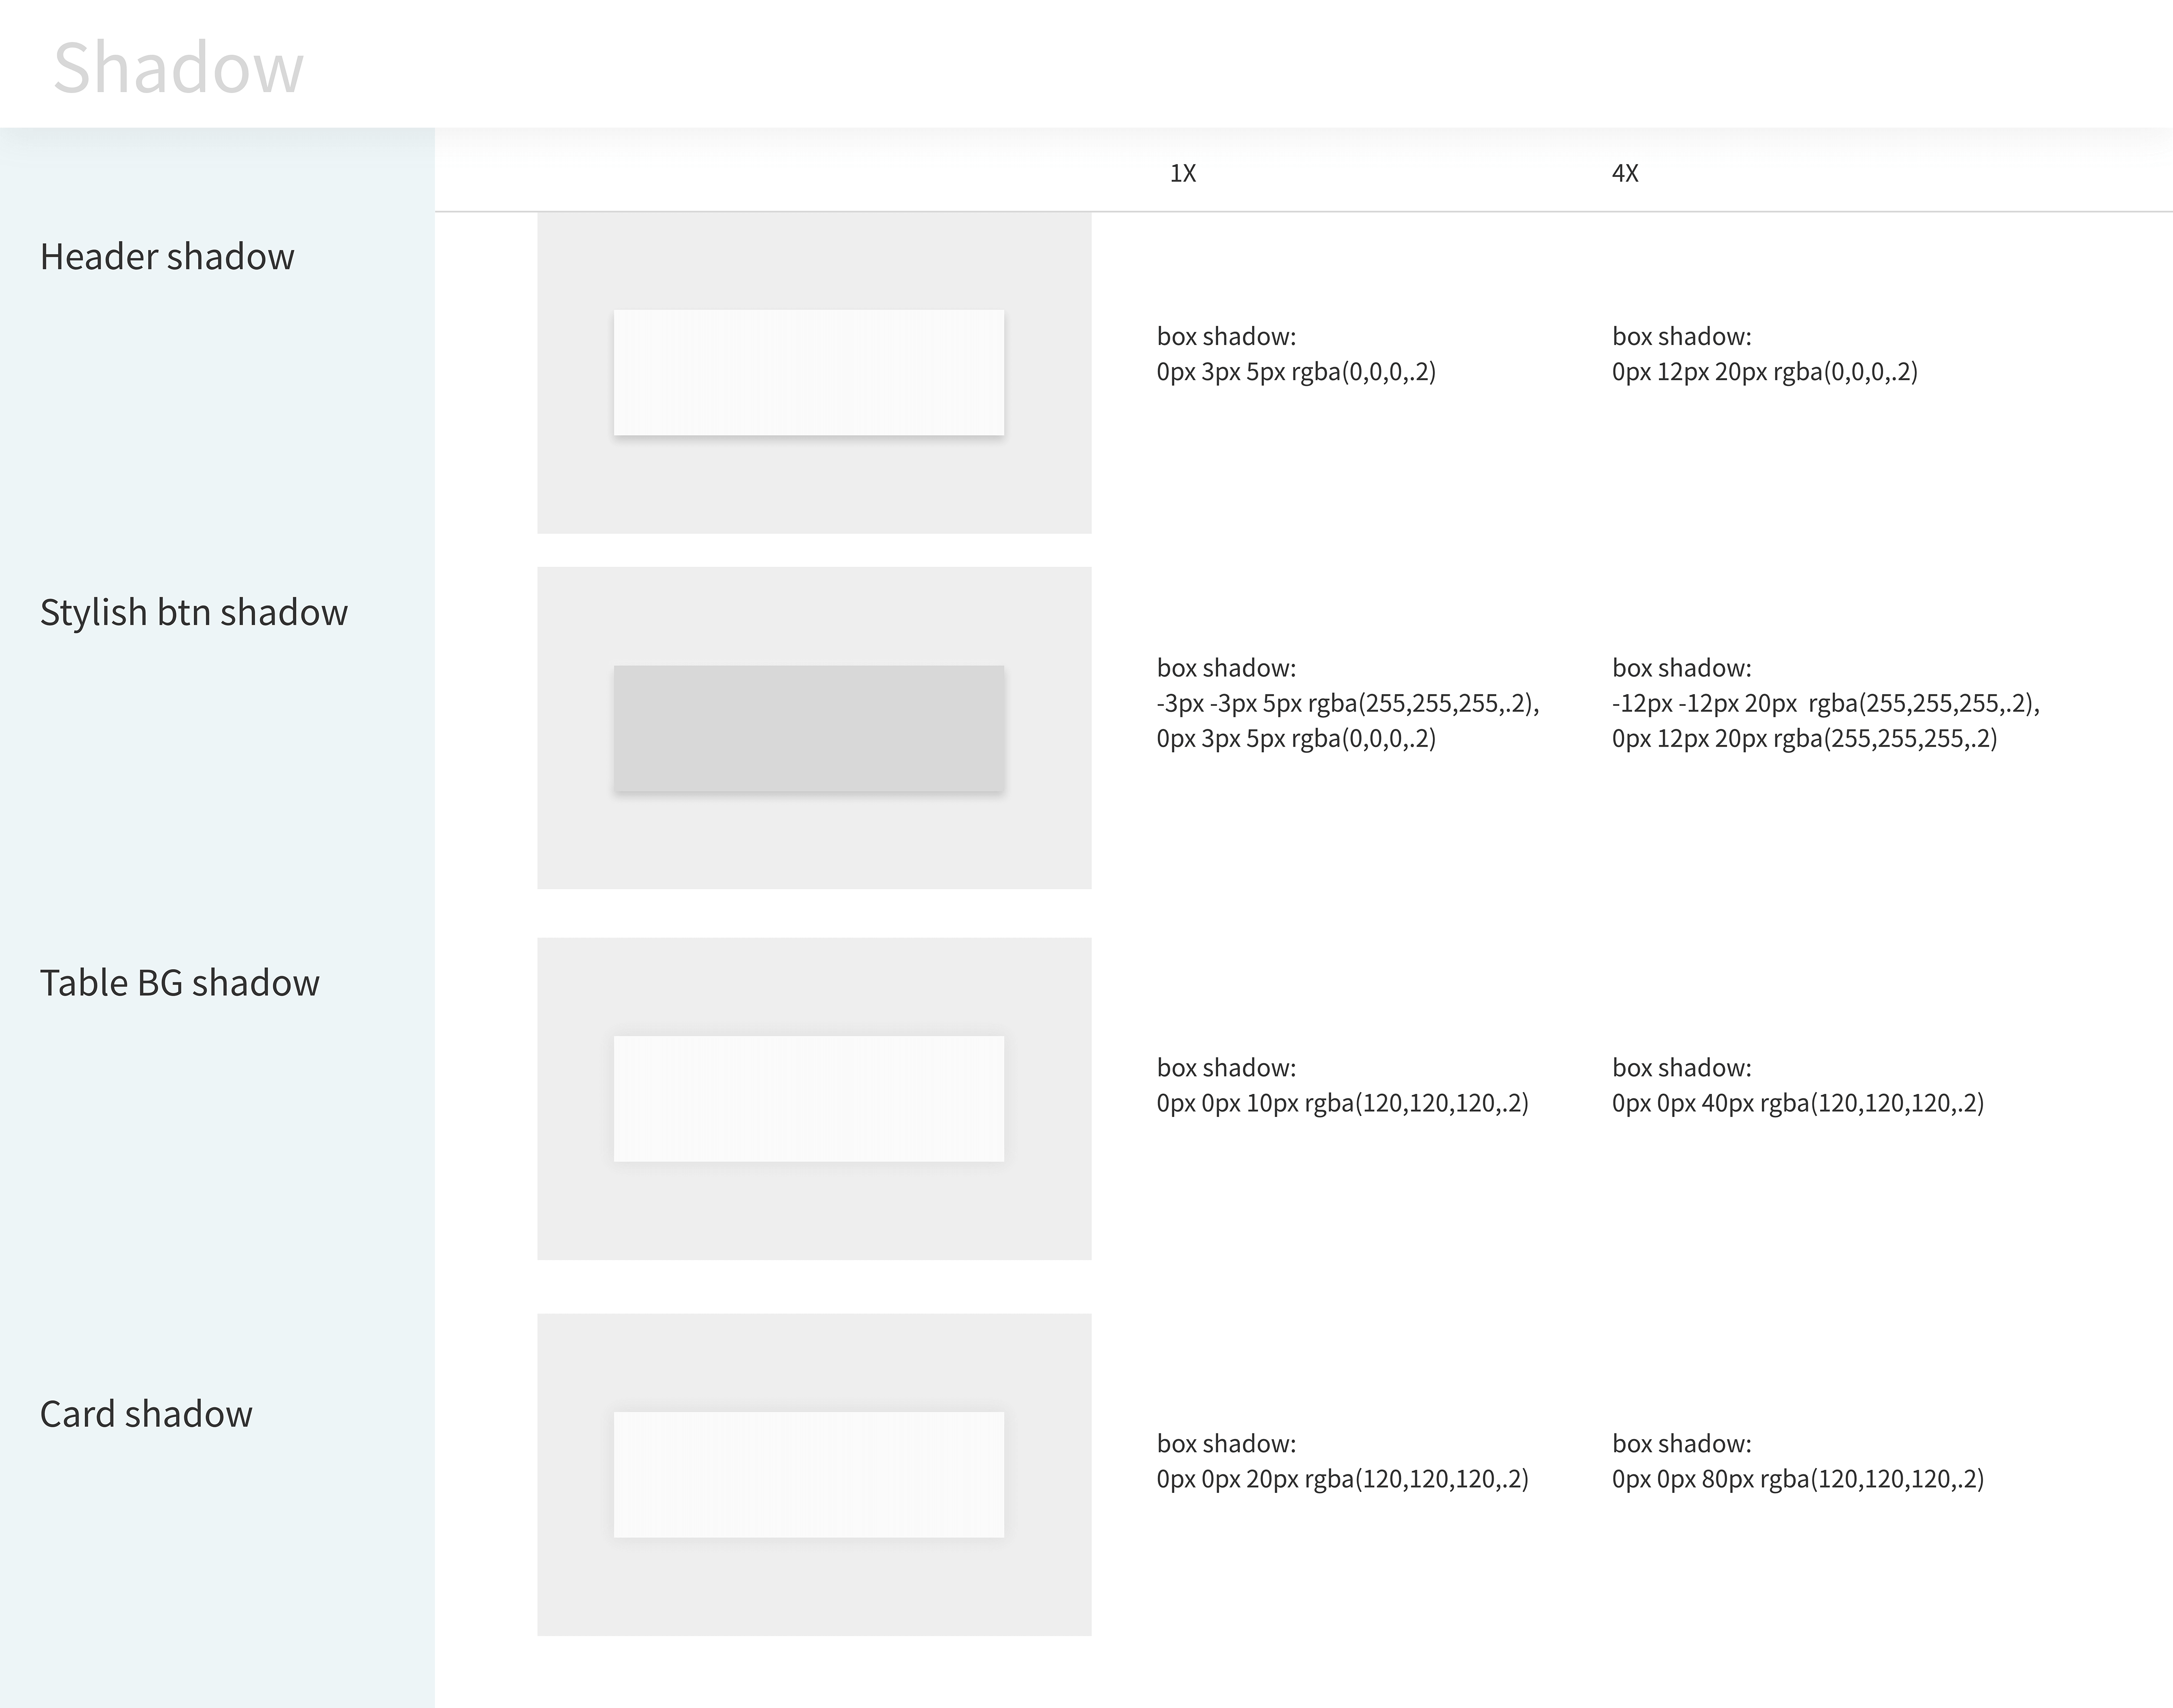 Shadow
1X
4X
Header shadow
box shadow:
0px 3px 5px rgba(0,0,0,.2)
box shadow:
0px 12px 20px rgba(0,0,0,.2)
Stylish btn shadow
box shadow:
-3px -3px 5px rgba(255,255,255,.2),
0px 3px 5px rgba(0,0,0,.2)
box shadow:
-12px -12px 20px  rgba(255,255,255,.2),
0px 12px 20px rgba(255,255,255,.2)
Table BG shadow
box shadow:
0px 0px 10px rgba(120,120,120,.2)
box shadow:
0px 0px 40px rgba(120,120,120,.2)
Card shadow
box shadow:
0px 0px 20px rgba(120,120,120,.2)
box shadow:
0px 0px 80px rgba(120,120,120,.2)